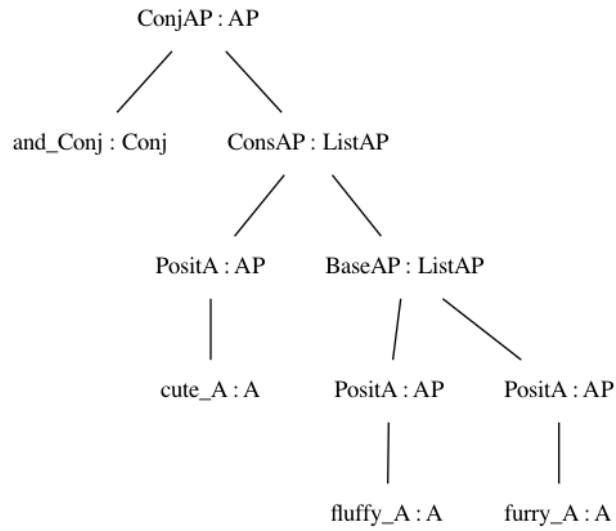 ConjAP : AP
and_Conj : Conj ConsAP : ListAP
PositA : AP BaseAP : ListAP
cute_A : A PositA : AP PositA : AP
fluffy_A : A furry_A : A